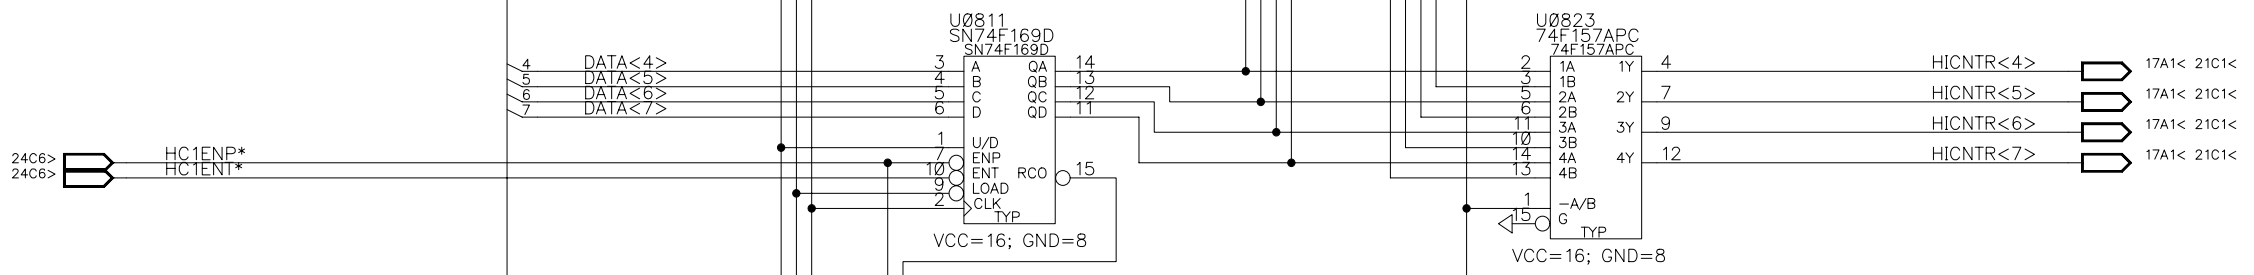 U0811
SN74F169D
SN74F169D
U0823
74F157APC
74F157APC
4 DATA<4> 3 A QA 14 2 1A 1Y 4 HICNTR<4> 17A1< 21C1<
5 DATA<5> 4 B QB 13 3 1B
6 DATA<6> 5 C QC 12 5 2A 2Y 7 HICNTR<5> 17A1< 21C1<
7 DATA<7> 6 D QD 11 6 2B
11 3A 3Y 9 HICNTR<6> 17A1< 21C1<
1 U/D 10 3B
24C6> HC1ENP* 7 ENP 14 4A 4Y 12 HICNTR<7> 17A1< 21C1<
24C6> HC1ENT* 10 ENT RCO 15 13 4B
9 LOAD
2 CLK 1 -A/B
TYP 15 G
TYP
VCC=16; GND=8
VCC=16; GND=8